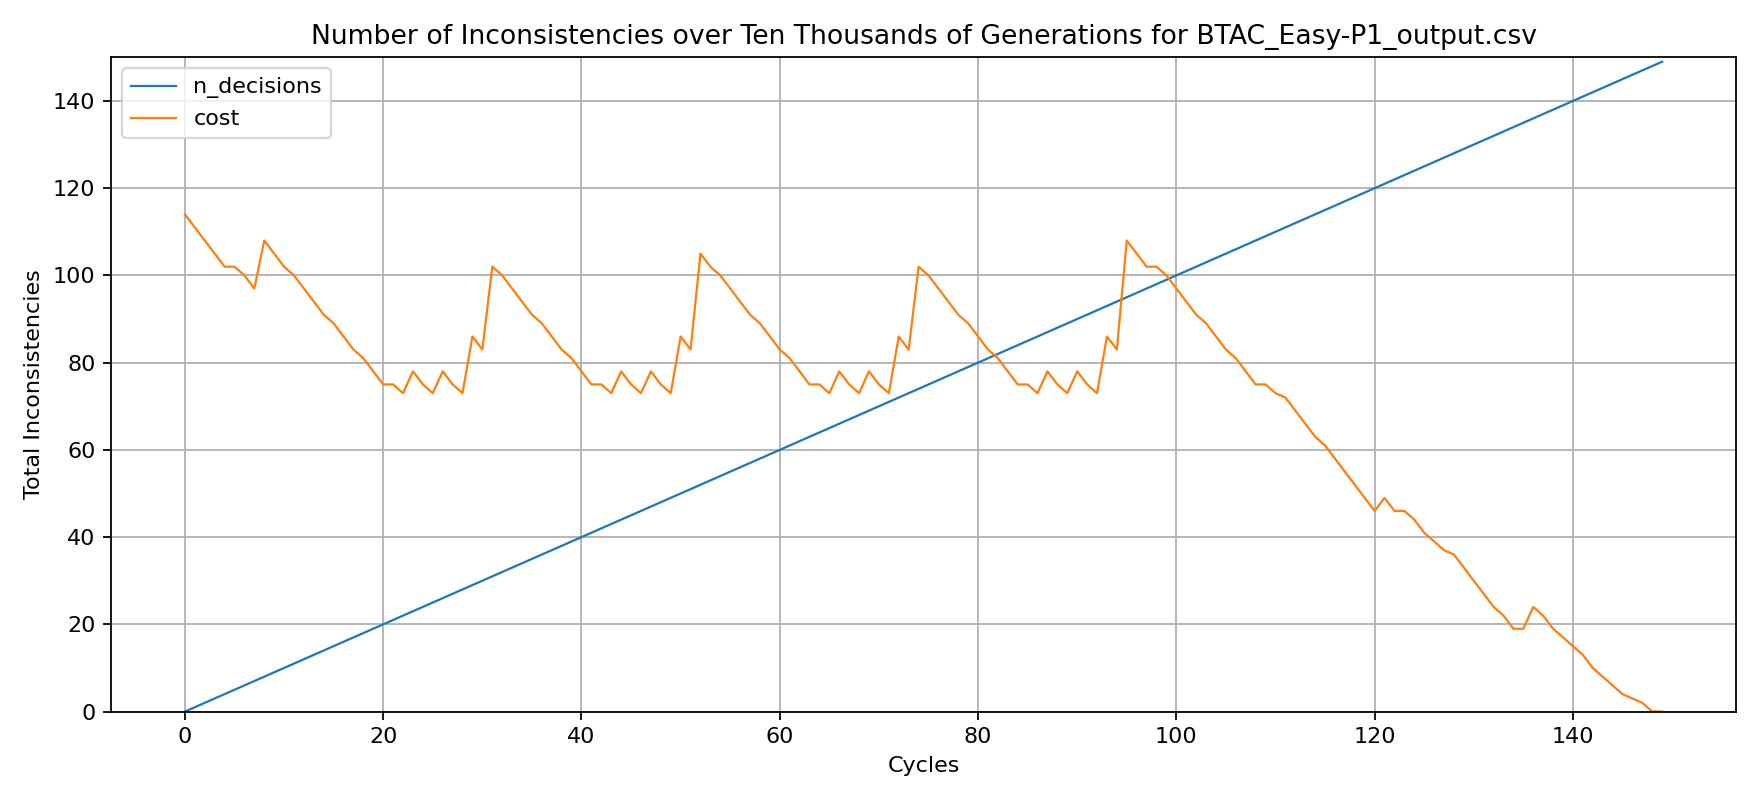 Number of Inconsistencies over Ten Thousands of Generations for BTAC_Easy-P1_output.csv
n_decisions
cost
Total Inconsistencies
140
120
100
80
60
40
20
0
0 20 40 60 80 100 120 140
Cycles